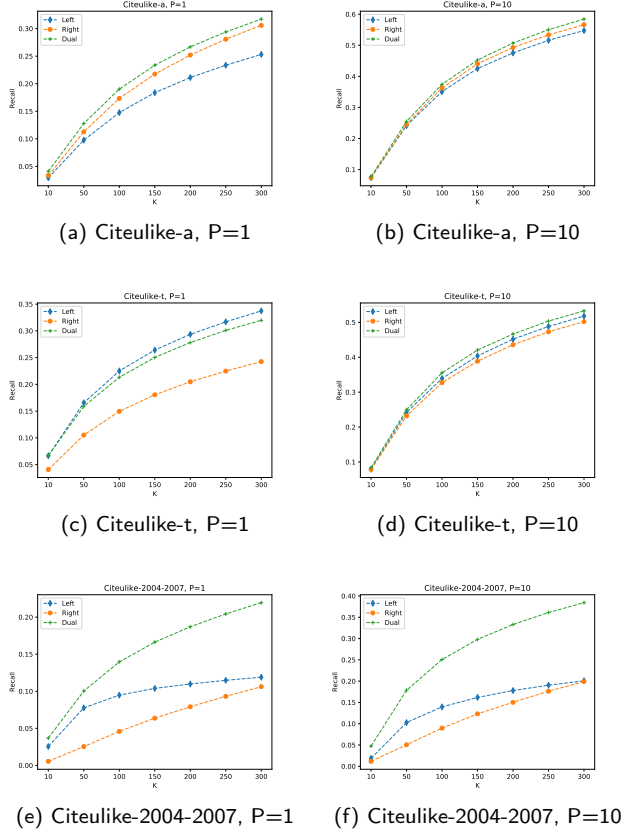 Citeulike-a, P=1
Left
Right
Dual
Recall
0.30
0.25
0.20
0.15
0.10
0.05
10 50 100 150 200 250 300
K
(a) Citeulike-a, P=1
Citeulike-a, P=10
Left
Right
Dual
Recall
0.6
0.5
0.4
0.3
0.2
0.1
10 50 100 150 200 250 300
K
(b) Citeulike-a, P=10
Citeulike-t, P=1
Left
Right
Dual
Recall
0.35
0.30
0.25
0.20
0.15
0.10
0.05
10 50 100 150 200 250 300
K
(c) Citeulike-t, P=1
Citeulike-t, P=10
Left
Right
Dual
Recall
0.5
0.4
0.3
0.2
0.1
10 50 100 150 200 250 300
K
(d) Citeulike-t, P=10
Citeulike-2004-2007, P=1
Left
Right
Dual
Recall
0.20
0.15
0.10
0.05
0.00
10 50 100 150 200 250 300
K
(e) Citeulike-2004-2007, P=1
Citeulike-2004-2007, P=10
Left
Right
Dual
Recall
0.40
0.35
0.30
0.25
0.20
0.15
0.10
0.05
0.00
10 50 100 150 200 250 300
K
(f) Citeulike-2004-2007, P=10